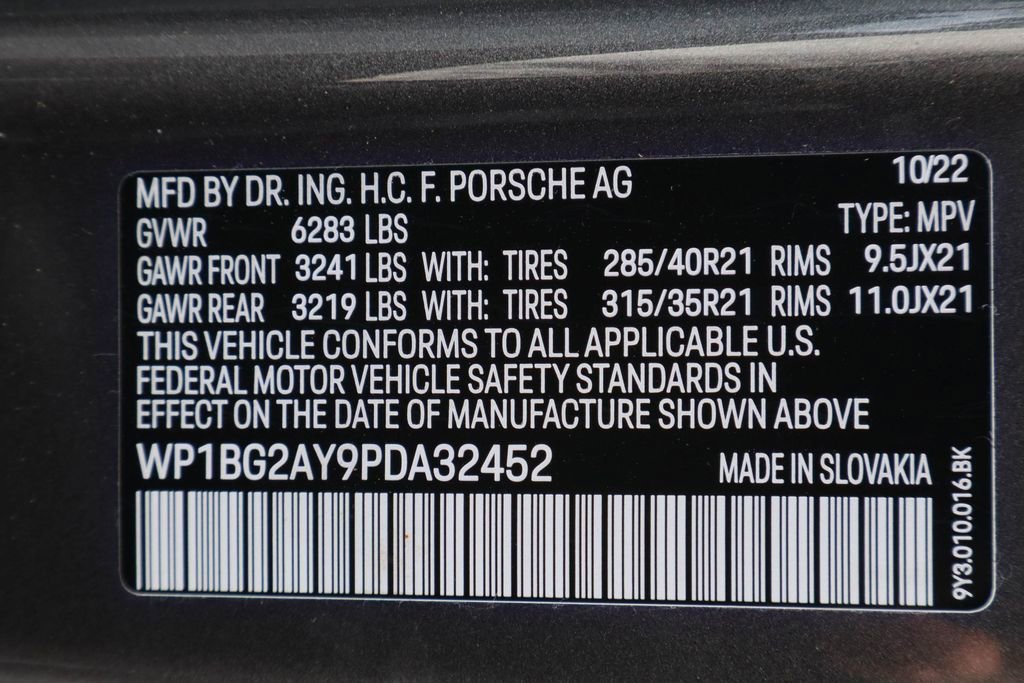 MFD BY DR. ING. H.C. F. PORSCHE AG 10/22
GVWR 6283 LBS TYPE: MPV
GAWR FRONT 3241 LBS WITH: TIRES 285/40R21 RIMS 9.5JX21
GAWR REAR 3219 LBS WITH: TIRES 315/35R21 RIMS 11.0JX21
THIS VEHICLE CONFORMS TO ALL APPLICABLE U.S.
FEDERAL MOTOR VEHICLE SAFETY STANDARDS IN
EFFECT ON THE DATE OF MANUFACTURE SHOWN ABOVE
WP1BG2AY9PDA32452 MADE IN SLOVAKIA
9Y3.010.016.BK